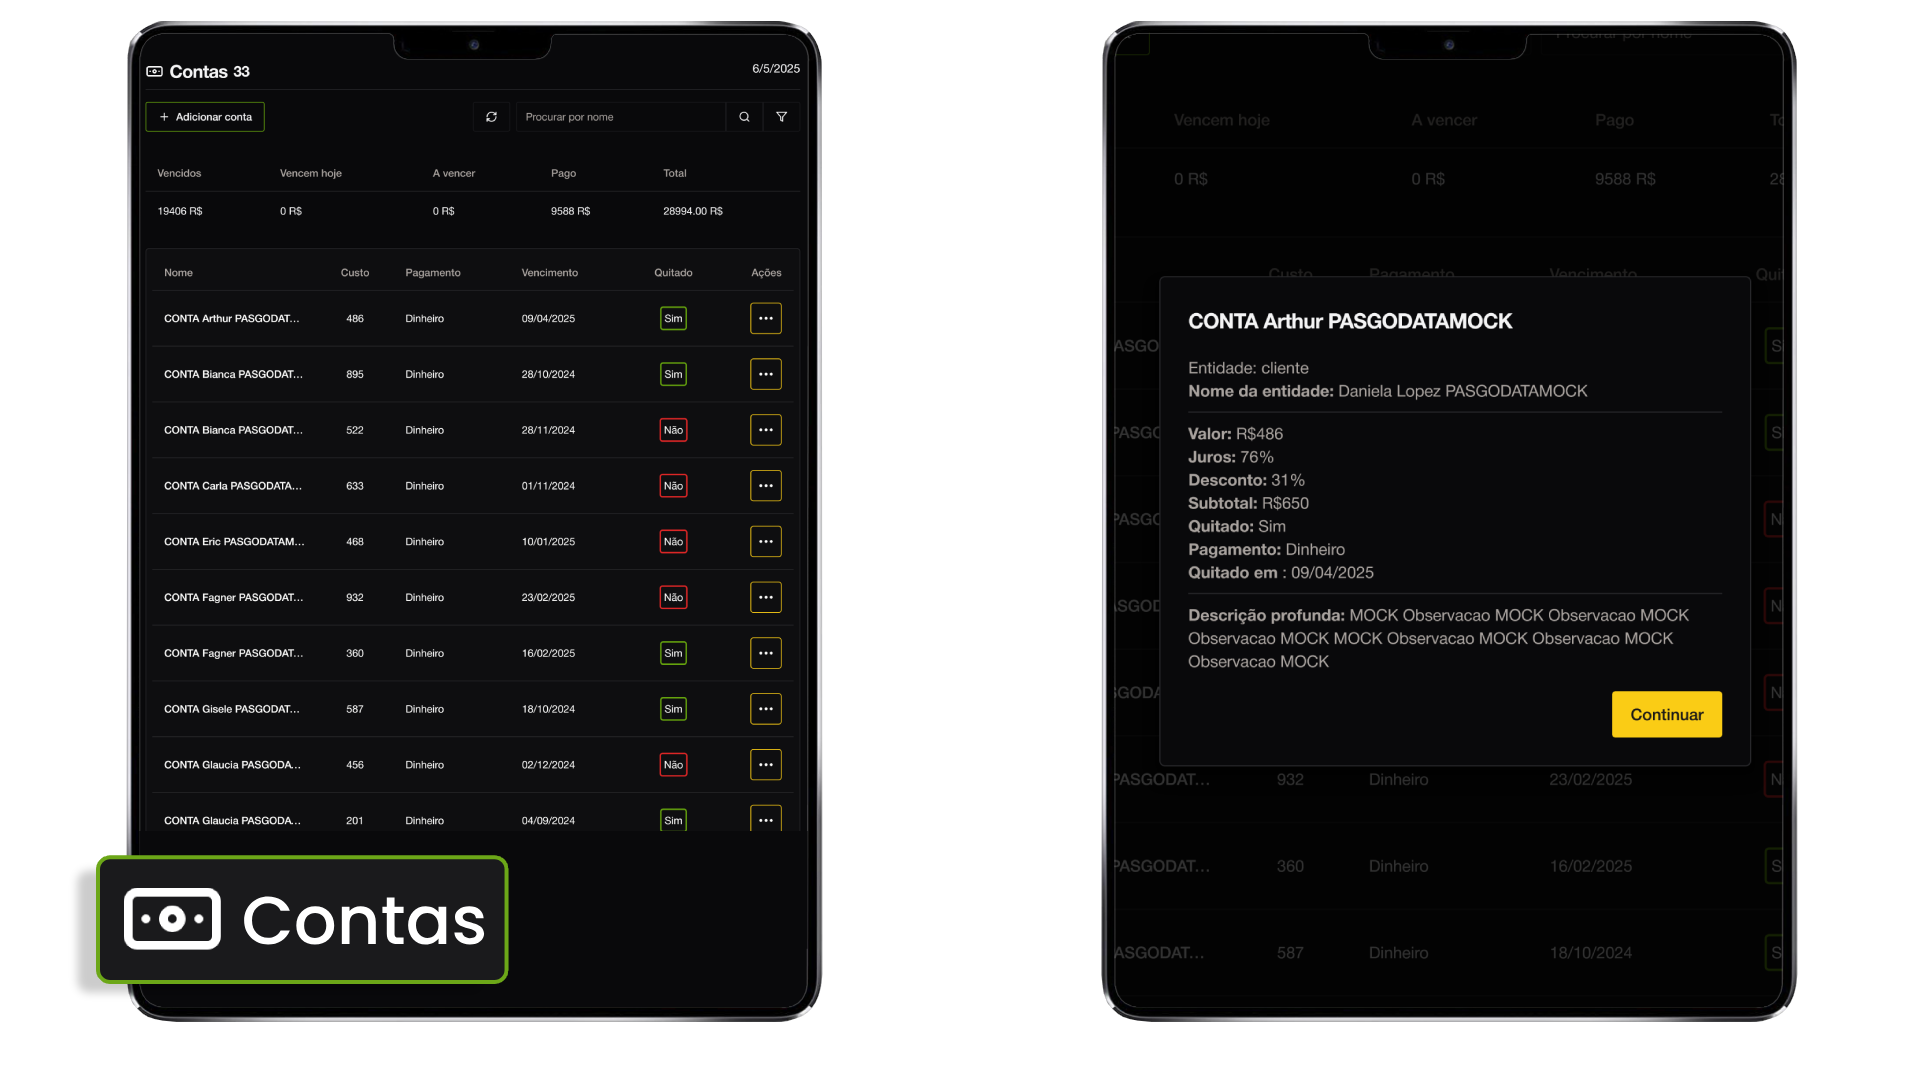 Contas 33
6/5/2025
+ Adicionar conta
Procurar por nome
Vencidos Vencem hoje A vencer Pago Total
19406 R$ 0 R$ 0 R$ 9588 R$ 28994.00 R$
Nome Custo Pagamento Vencimento Quitado Ações
CONTA Arthur PASGODAT... 486 Dinheiro 09/04/2025 Sim
CONTA Bianca PASGODAT... 895 Dinheiro 28/10/2024 Sim
CONTA Bianca PASGODAT... 522 Dinheiro 28/11/2024 Não
CONTA Carla PASGODATA... 633 Dinheiro 01/11/2024 Não
CONTA Eric PASGODATAM... 468 Dinheiro 10/01/2025 Não
CONTA Fagner PASGODAT... 932 Dinheiro 23/02/2025 Não
CONTA Fagner PASGODAT... 360 Dinheiro 16/02/2025 Sim
CONTA Gisele PASGODAT... 587 Dinheiro 18/10/2024 Sim
CONTA Glaucia PASGODA... 456 Dinheiro 02/12/2024 Não
CONTA Glaucia PASGODA... 201 Dinheiro 04/09/2024 Sim
Contas
Procurar por nome
Vencem hoje A vencer Pago
0 R$ 0 R$ 9588 R$
Custo Pagamento Vencimento
CONTA Arthur PASGODATAMOCK
Entidade: cliente
Nome da entidade: Daniela Lopez PASGODATAMOCK
Valor: R$486
Juros: 76%
Desconto: 31%
Subtotal: R$650
Quitado: Sim
Pagamento: Dinheiro
Quitado em : 09/04/2025
Descrição profunda: MOCK Observacao MOCK Observacao MOCK
Observacao MOCK MOCK Observacao MOCK Observacao MOCK
Observacao MOCK
Continuar
PASGODAT... 932 Dinheiro 23/02/2025
PASGODAT... 360 Dinheiro 16/02/2025
ASGODAT... 587 Dinheiro 18/10/2024